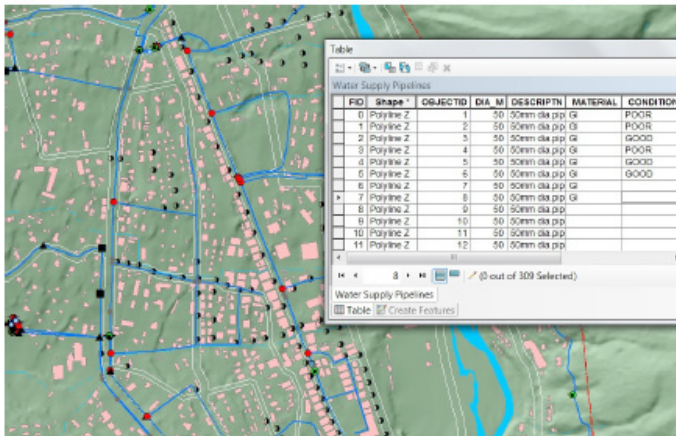 Table
Water Supply Pipelines
FID Shape * OBJECTID DIA_M DESCRIPTN MATERIAL CONDITION
0 Polyline Z 1 50 50mm dia.pip GI POOR
1 Polyline Z 2 50 50mm dia.pip GI POOR
2 Polyline Z 3 50 50mm dia.pip GI GOOD
3 Polyline Z 4 50 50mm dia.pip GI POOR
4 Polyline Z 5 50 50mm dia.pip GI GOOD
5 Polyline Z 6 50 50mm dia.pip GI GOOD
6 Polyline Z 7 50 50mm dia.pip GI
7 Polyline Z 8 50 50mm dia.pip GI
8 Polyline Z 9 50 50mm dia.pip
9 Polyline Z 10 50 50mm dia.pip
10 Polyline Z 11 50 50mm dia.pip
11 Polyline Z 12 50 50mm dia.pip
8 (0 out of 309 Selected)
Water Supply Pipelines
Table Create Features